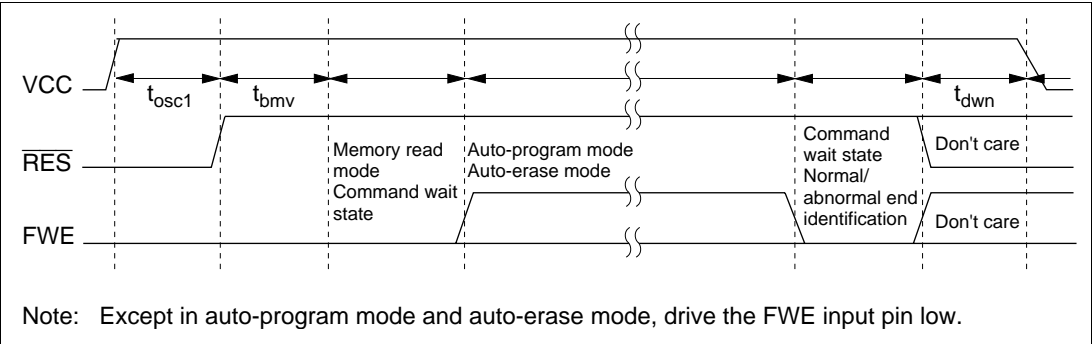 VCC
tosc1
tbmv
tdwn
RES
Memory read
mode
Command wait
state
Auto-program mode
Auto-erase mode
Command
wait state
Normal/
abnormal end
identification
Don't care
FWE
Don't care
Note: Except in auto-program mode and auto-erase mode, drive the FWE input pin low.